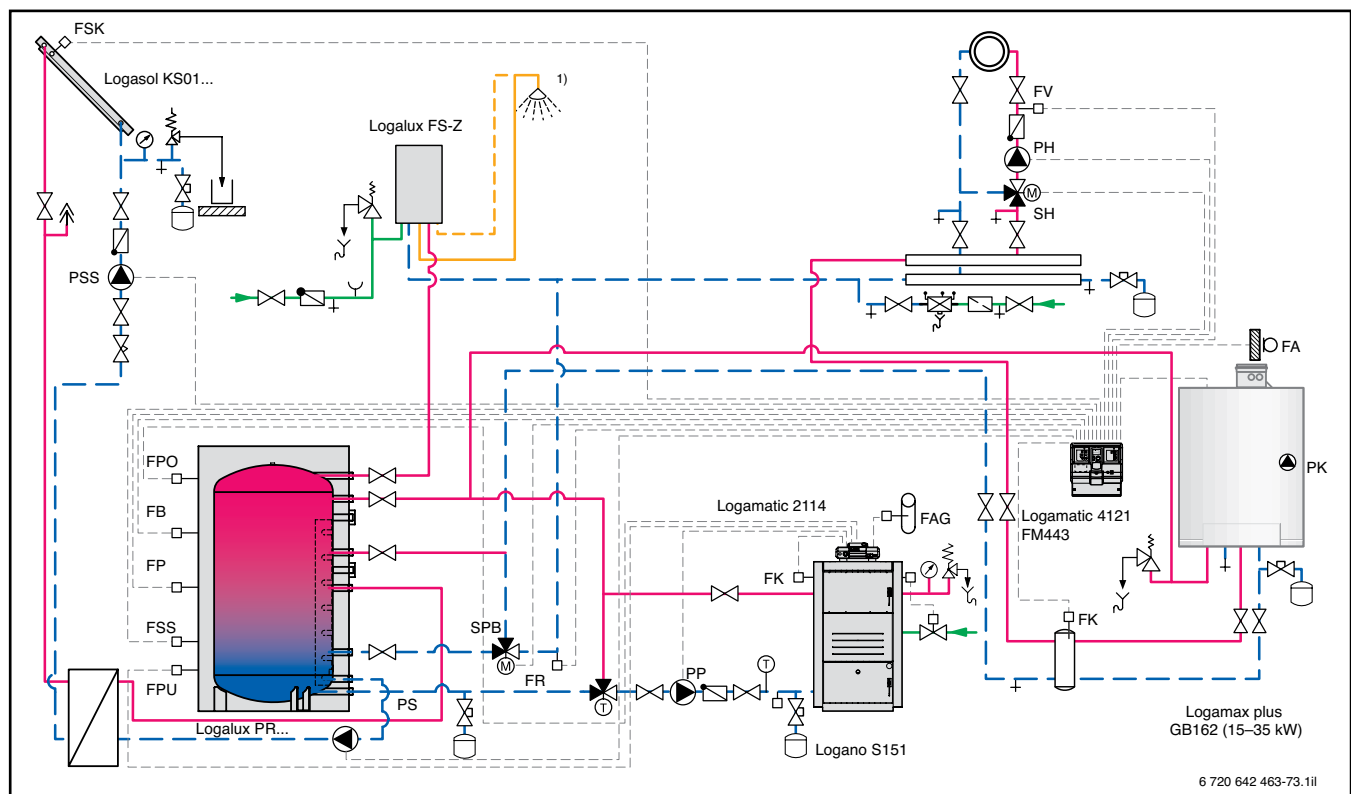 FSK
Logasol KS01...
1)
FV
Logalux FS-Z
PH
M
SH
PSS
FA
FPO
PK
FB
Logamatic 2114
FAG
Logamatic 4121
FM443
FP
FK
FSS
SPB
FK
M
FPU
FR
PP
T
PS
T
Logalux PR...
Logano S151
Logamax plus
GB162 (15–35 kW)
6 720 642 463-73.1il